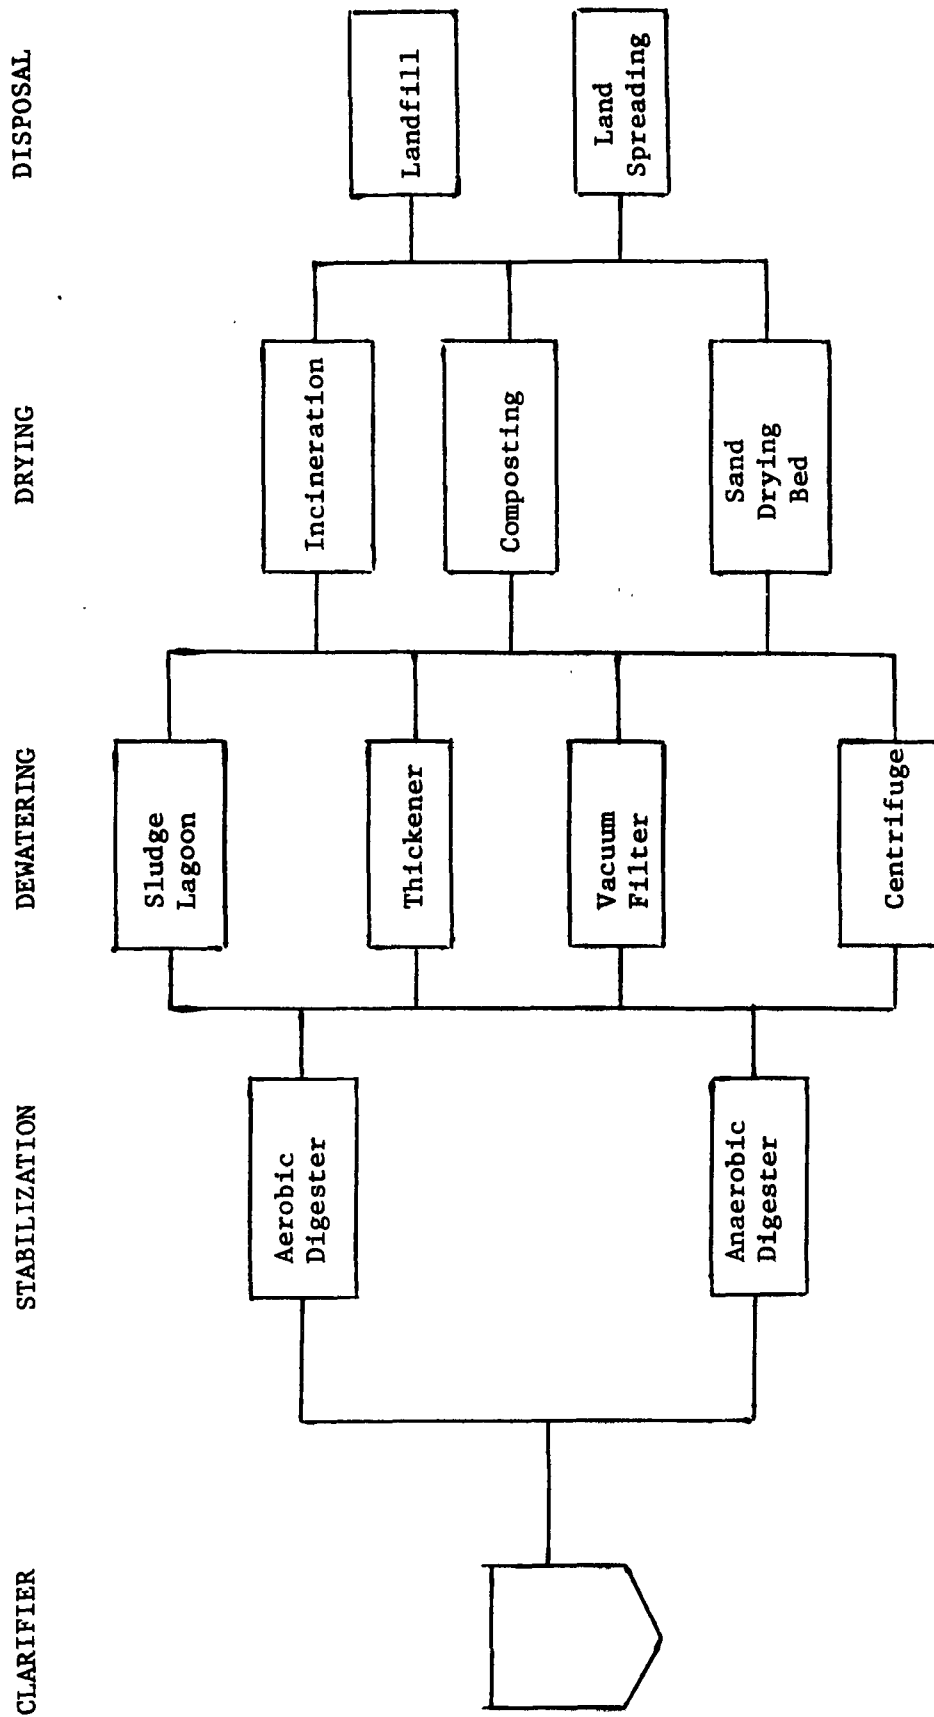 CLARIFIER
STABILIZATION
DEWATERING
DRYING
DISPOSAL
Aerobic
Digester
Anaerobic
Digester
Sludge
Lagoon
Thickener
Vacuum
Filter
Centrifuge
Incineration
Composting
Sand
Drying
Bed
Landfill
Land
Spreading